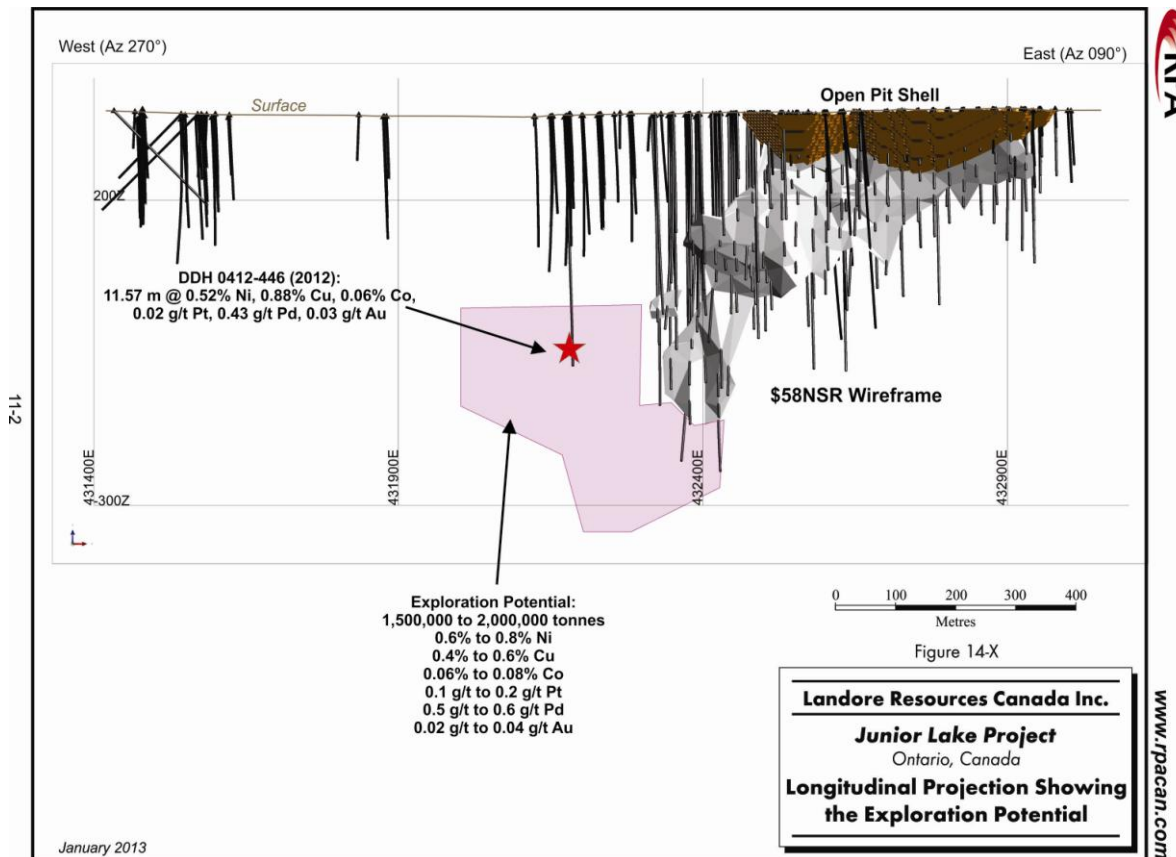 West (Az 270°)
East (Az 090°)
RPA
Surface
Open Pit Shell
200Z
DDH 0412-446 (2012):
11.57 m @ 0.52% Ni, 0.88% Cu, 0.06% Co,
0.02 g/t Pt, 0.43 g/t Pd, 0.03 g/t Au
$58NSR Wireframe
11-2
431400E
431900E
432400E
432900E
-300Z
Exploration Potential:
1,500,000 to 2,000,000 tonnes
0.6% to 0.8% Ni
0.4% to 0.6% Cu
0.06% to 0.08% Co
0.1 g/t to 0.2 g/t Pt
0.5 g/t to 0.6 g/t Pd
0.02 g/t to 0.04 g/t Au
0 100 200 300 400
Metres
Figure 14-X
Landore Resources Canada Inc.
Junior Lake Project
Ontario, Canada
Longitudinal Projection Showing
the Exploration Potential
www.rpacan.com
January 2013